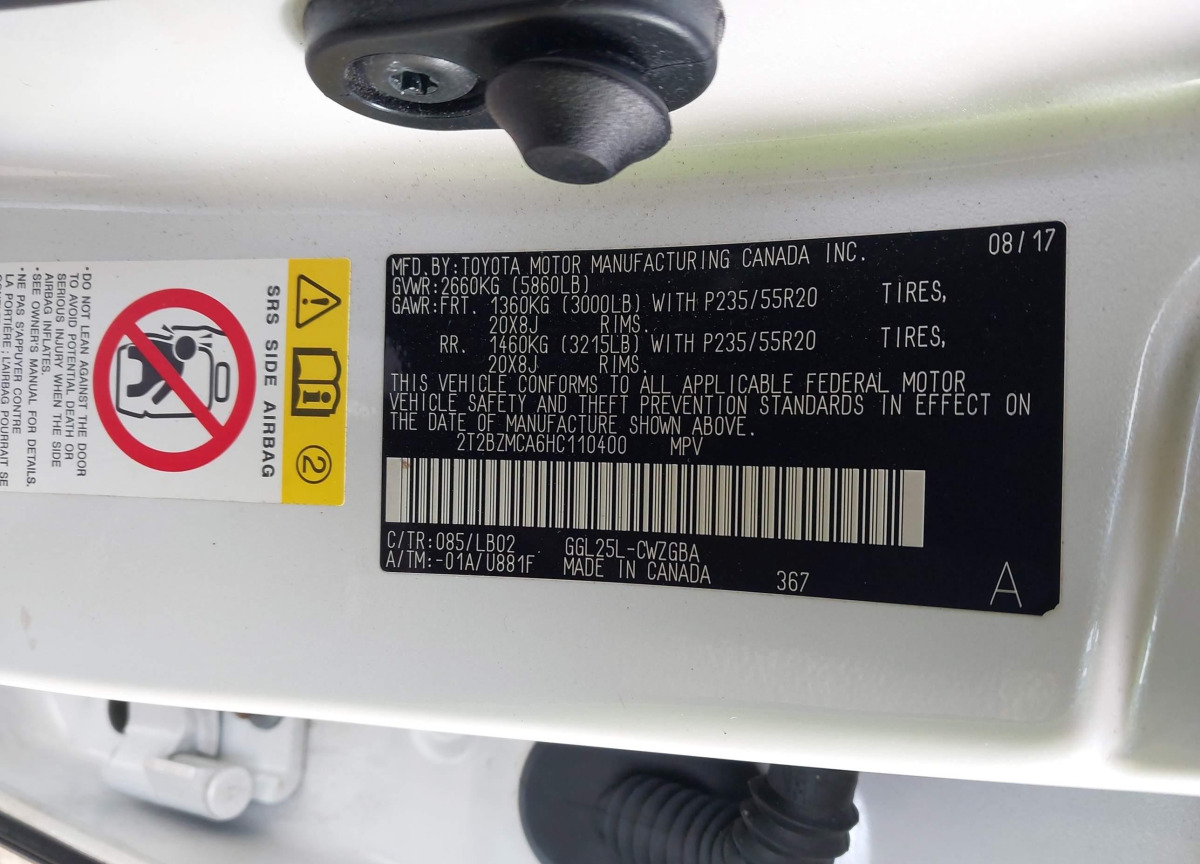 MFD.BY:TOYOTA MOTOR MANUFACTURING CANADA INC. 08/17
GVWR:2660KG (5860LB)
GAWR:FRT. 1360KG (3000LB) WITH P235/55R20 TIRES,
20X8J RIMS.
RR. 1460KG (3215LB) WITH P235/55R20 TIRES,
20X8J RIMS.
THIS VEHICLE CONFORMS TO ALL APPLICABLE FEDERAL MOTOR
VEHICLE SAFETY AND THEFT PREVENTION STANDARDS IN EFFECT ON
THE DATE OF MANUFACTURE SHOWN ABOVE.
2T2BZMCA6HC110400 MPV
C/TR:085/LB02 GGL25L-CWZGBA
A/TM:-01A/U881F MADE IN CANADA 367 A
2
SRS SIDE AIRBAG
•DO NOT LEAN AGAINST THE DOOR
TO AVOID POTENTIAL DEATH OR
SERIOUS INJURY WHEN THE SIDE
AIRBAG INFLATES.
•SEE OWNER'S MANUAL FOR DETAILS.
•NE PAS S'APPUYER CONTRE
LA PORTIÈRE ; L'AIRBAG POURRAIT SE